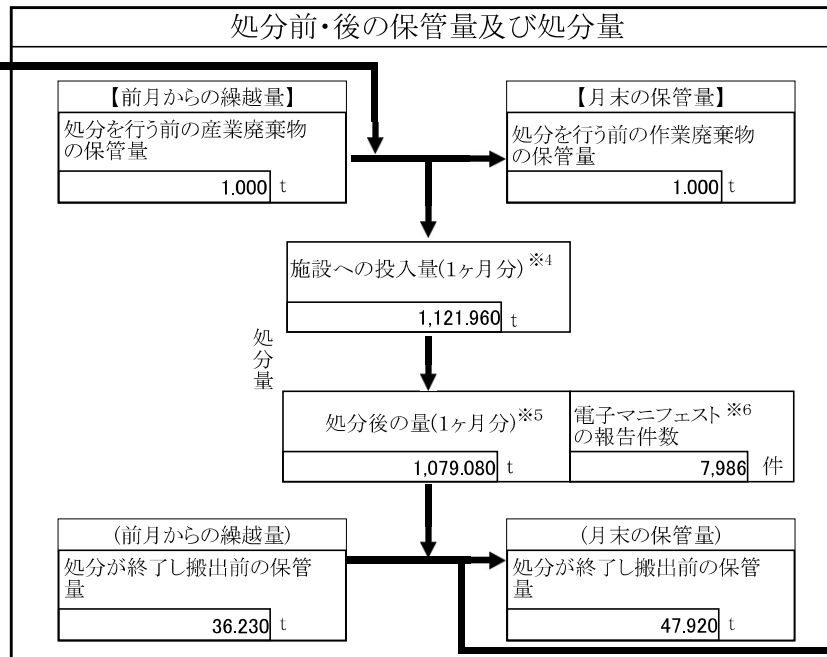 処分前・後の保管量及び処分量
【前月からの繰越量】
処分を行う前の産業廃棄物
の保管量
1.000 t
【月末の保管量】
処分を行う前の作業廃棄物
の保管量
1.000 t
施設への投入量(1ヶ月分)※4
1,121.960 t
処分量
処分後の量(1ヶ月分)※5
1,079.080 t
電子マニフェスト※6
の報告件数
7,986 件
(前月からの繰越量)
処分が終了し搬出前の保管
量
36.230 t
(月末の保管量)
処分が終了し搬出前の保管
量
47.920 t